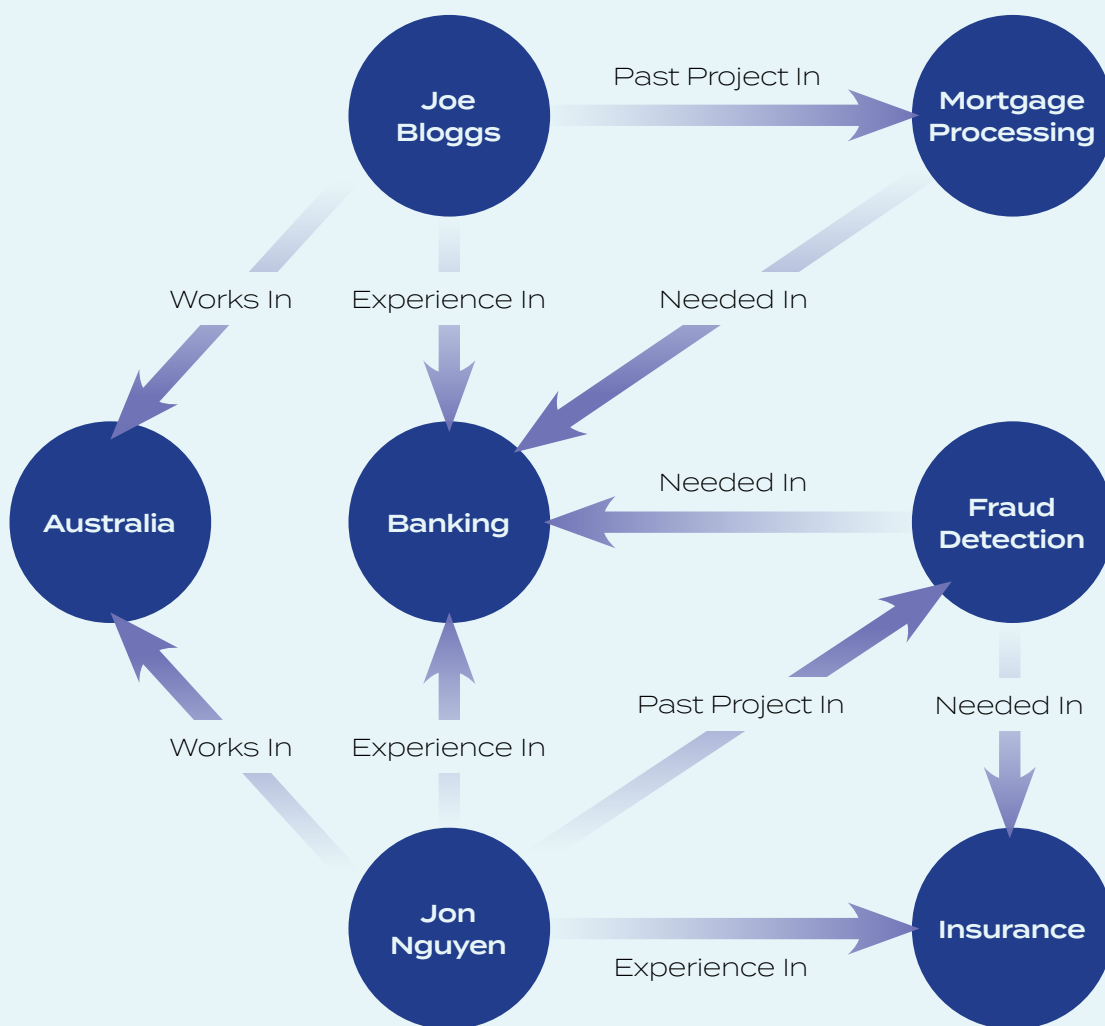 Past Project In
Joe
Bloggs
Mortgage
Processing
Works In
Experience In
Needed In
Needed In
Australia
Banking
Fraud
Detection
Past Project In
Needed In
Works In
Experience In
Jon
Nguyen
Insurance
Experience In